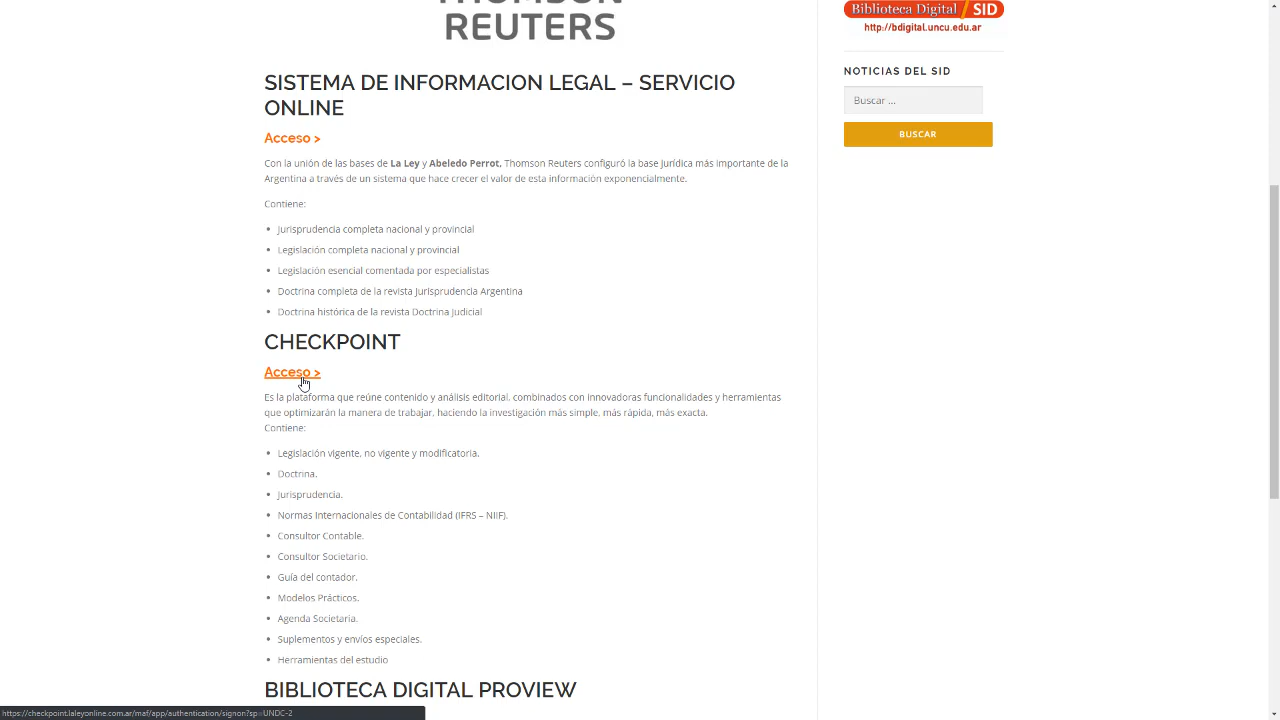 THOMSON
REUTERS
SISTEMA DE INFORMACION LEGAL – SERVICIO
ONLINE
Acceso >
Con la unión de las bases de La Ley y Abeledo Perrot, Thomson Reuters configuró la base Jurídica más importante de la
Argentina a través de un sistema que hace crecer el valor de esta información exponencialmente.
Contiene:
• Jurisprudencia completa nacional y provincial
• Legislación completa nacional y provincial
• Legislación esencial comentada por especialistas
• Doctrina completa de la revista Jurisprudencia Argentina
• Doctrina histórica de la revista Doctrina Judicial
CHECKPOINT
Acceso >
Es la plataforma que reúne contenido y análisis editorial, combinados con innovadoras funcionalidades y herramientas
que optimizarán la manera de trabajar, haciendo la investigación más simple, más rápida, más exacta.
Contiene:
• Legislación vigente, no vigente y modificatoria.
• Doctrina.
• Jurisprudencia.
• Normas Internacionales de Contabilidad (IFRS – NIIF).
• Consultor Contable.
• Consultor Societario.
• Guía del contador.
• Modelos Prácticos.
• Agenda Societaria.
• Suplementos y envíos especiales.
• Herramientas del estudio
BIBLIOTECA DIGITAL PROVIEW
Biblioteca Digital / SID
http://bdigital.uncu.edu.ar
NOTICIAS DEL SID
Buscar ...
BUSCAR
https://checkpoint.laleyonline.com.ar/maf/app/authentication/signon?sp=UNDC-2